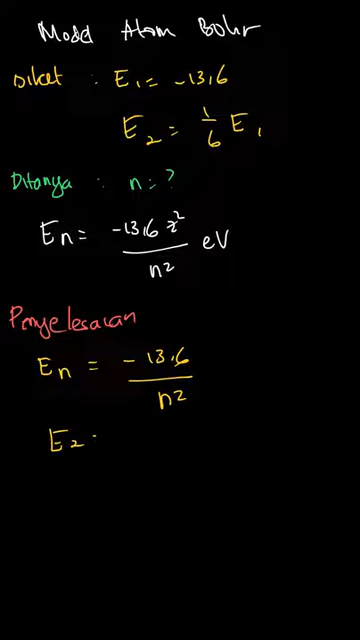 Model Atom Bohr
Diket : E₁ = -13,6
E₂ = 1/6 E₁
Ditanya : n = ?
En = -13,6 z²/n² eV
Penyelesaian
En = -13,6/n²
E₂